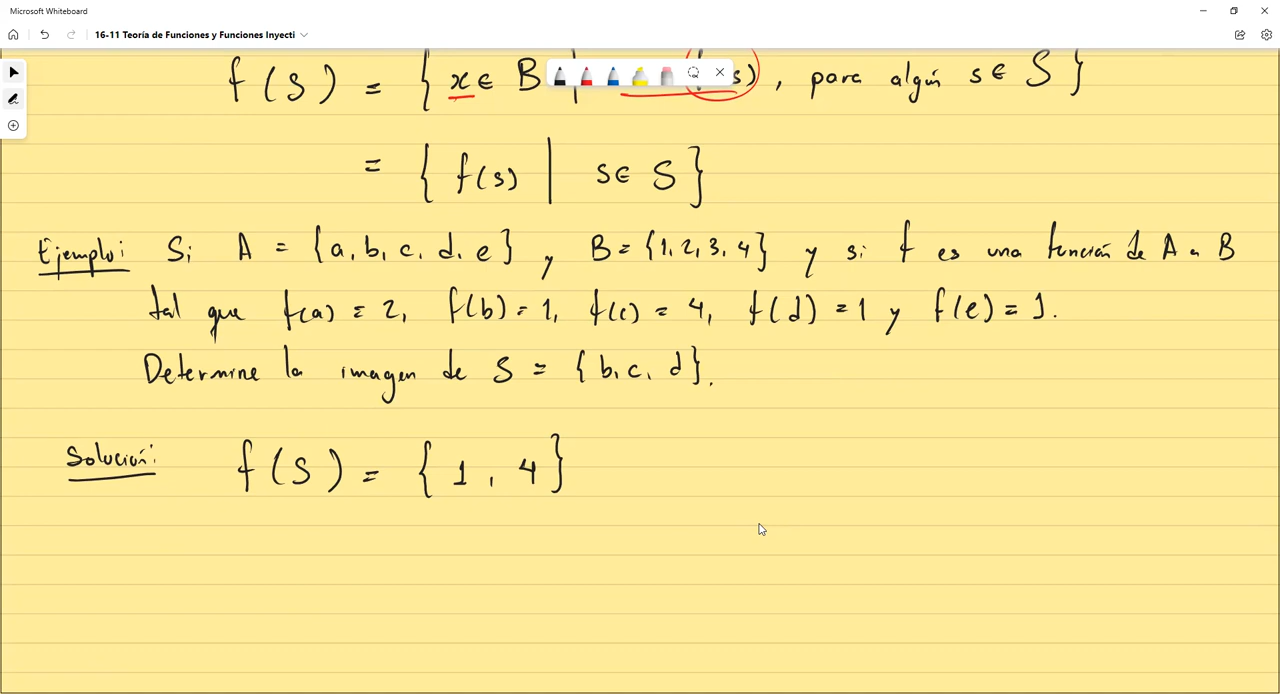 Microsoft Whiteboard
16-11 Teoría de Funciones y Funciones Inyecti
f(S) = { x ∈ B | s), para algún s ∈ S }
= { f(s) | s ∈ S }
Ejemplo: Si A = {a, b, c, d, e} y B = {1, 2, 3, 4} y si f es una función de A a B
tal que f(a) = 2, f(b) = 1, f(c) = 4, f(d) = 1 y f(e) = 1.
Determine la imagen de S = {b, c, d}.
Solución: f(S) = {1, 4}